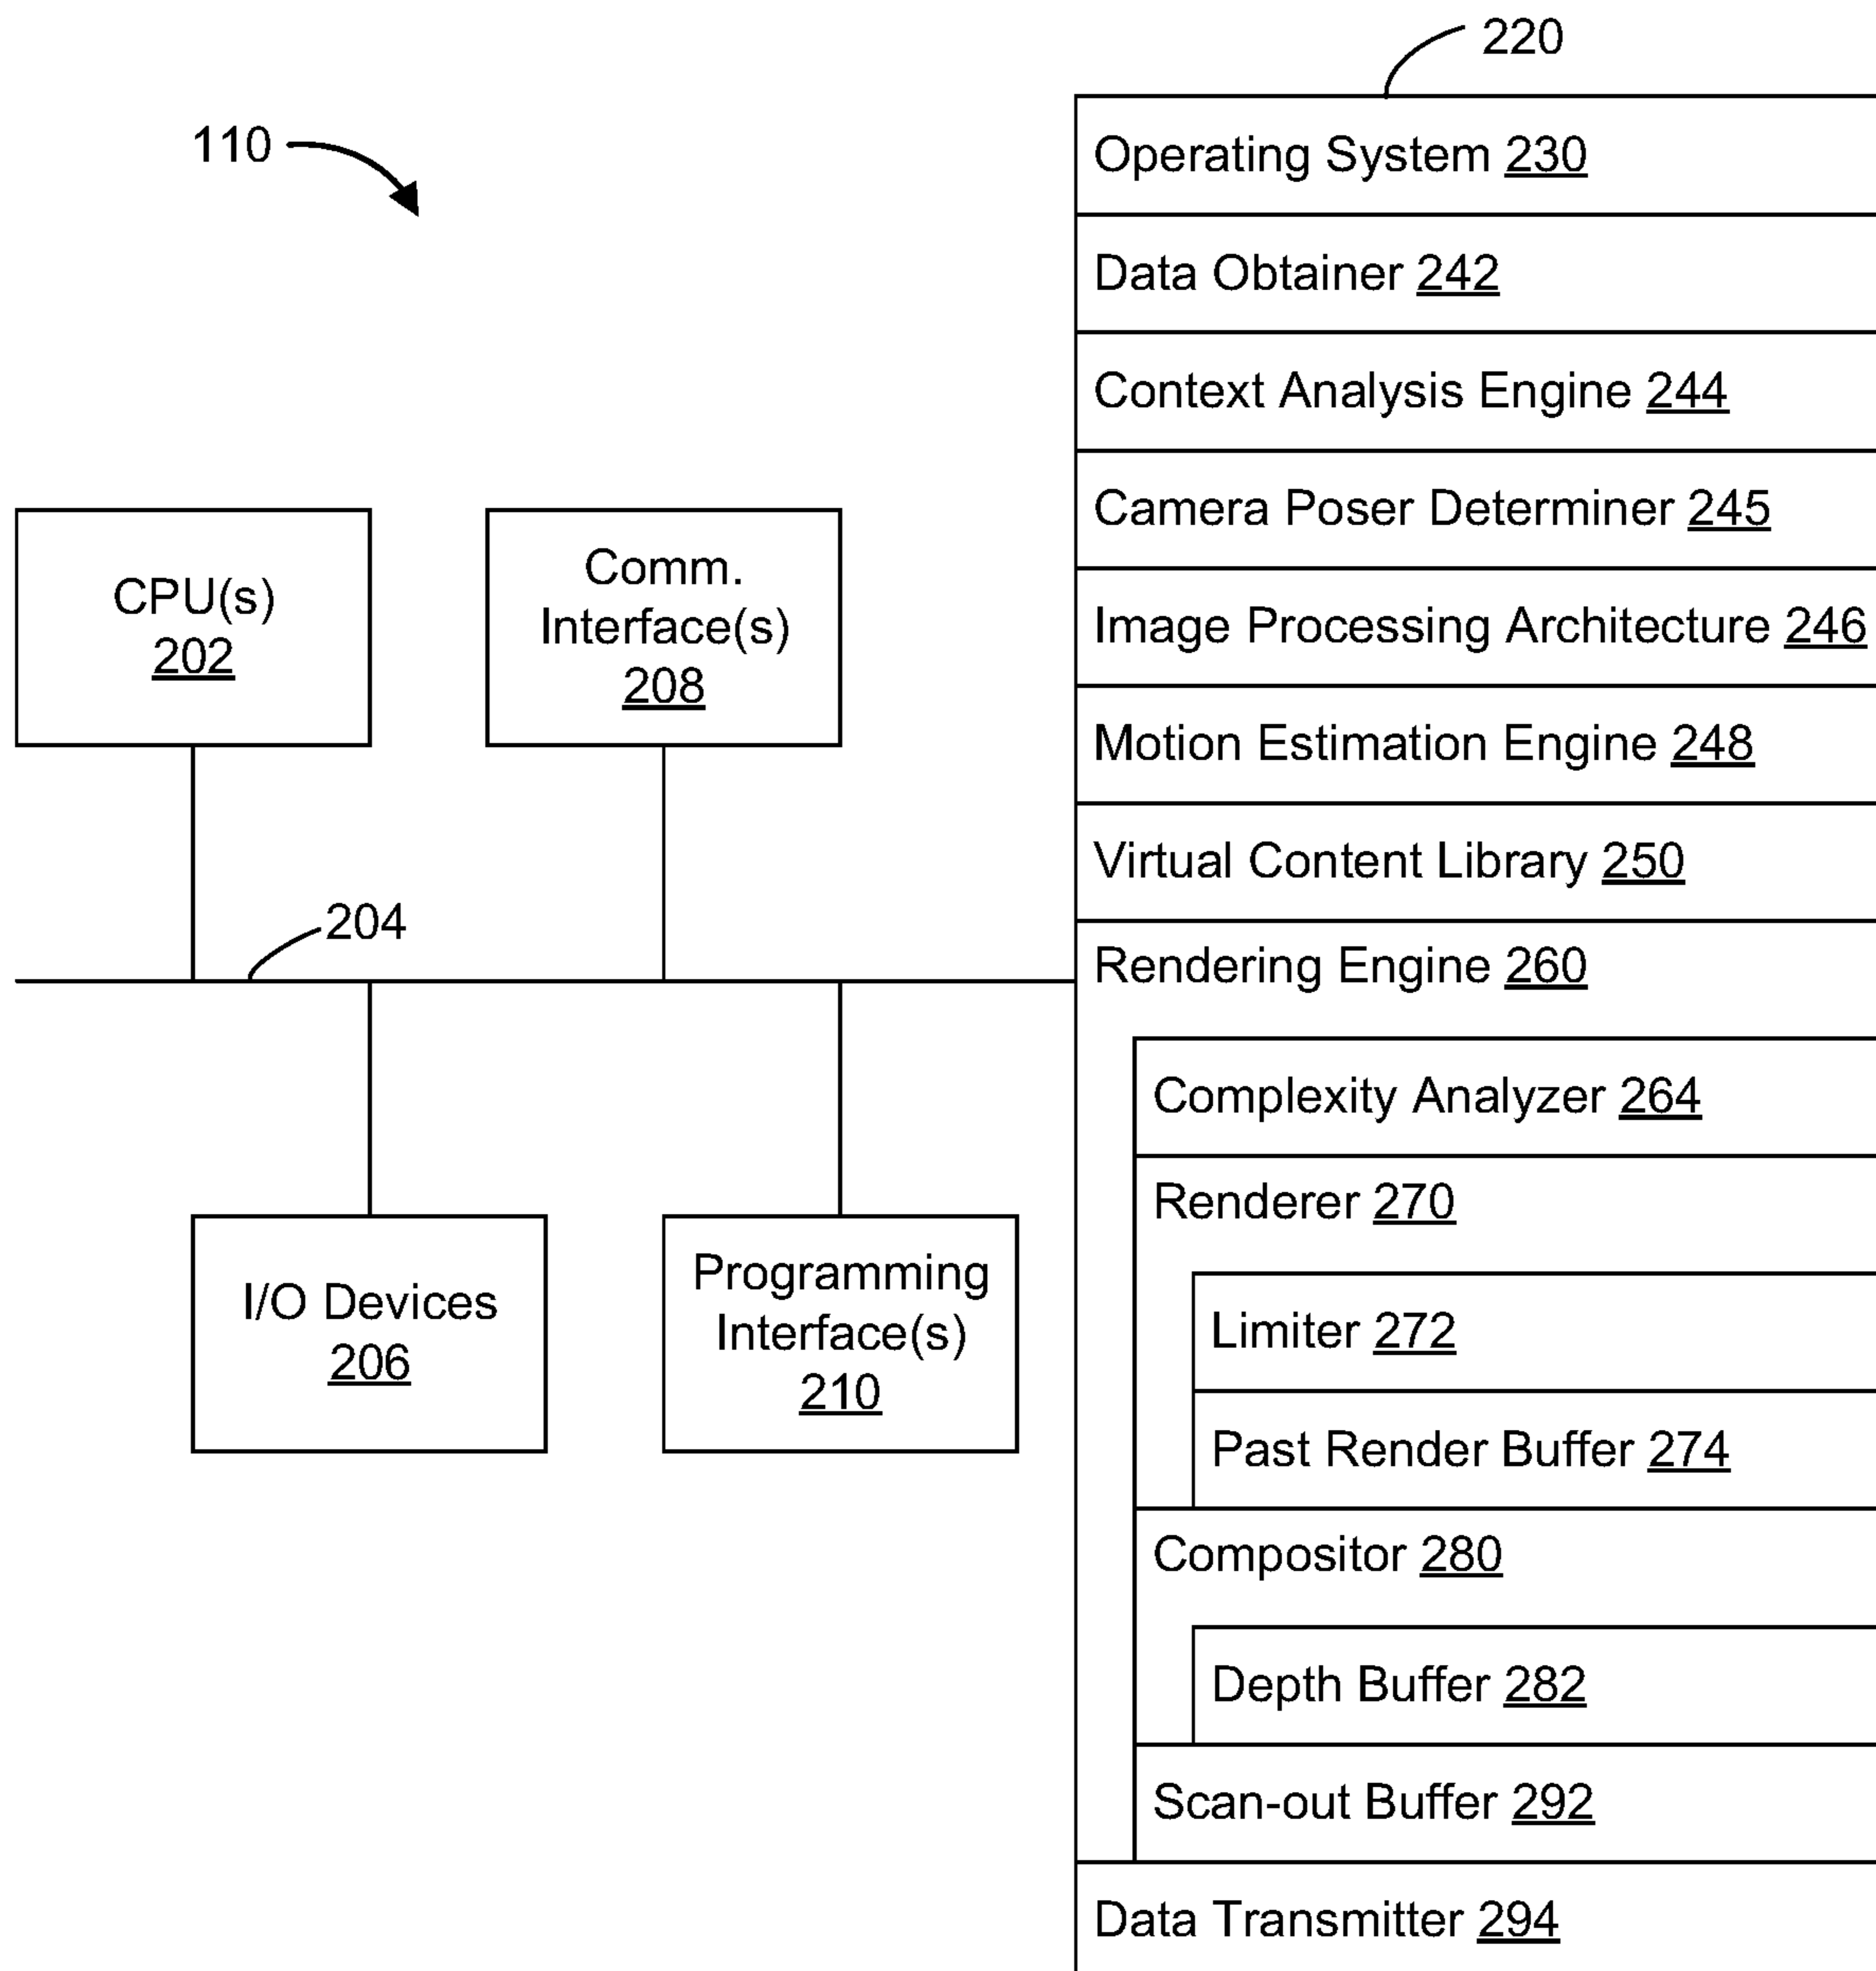 220
110
Operating System 230
Data Obtainer 242
Context Analysis Engine 244
Camera Poser Determiner 245
Image Processing Architecture 246
Motion Estimation Engine 248
Virtual Content Library 250
Rendering Engine 260
Complexity Analyzer 264
Renderer 270
Limiter 272
Past Render Buffer 274
Compositor 280
Depth Buffer 282
Scan-out Buffer 292
Data Transmitter 294
CPU(s)
202
Comm.
Interface(s)
208
204
I/O Devices
206
Programming
Interface(s)
210